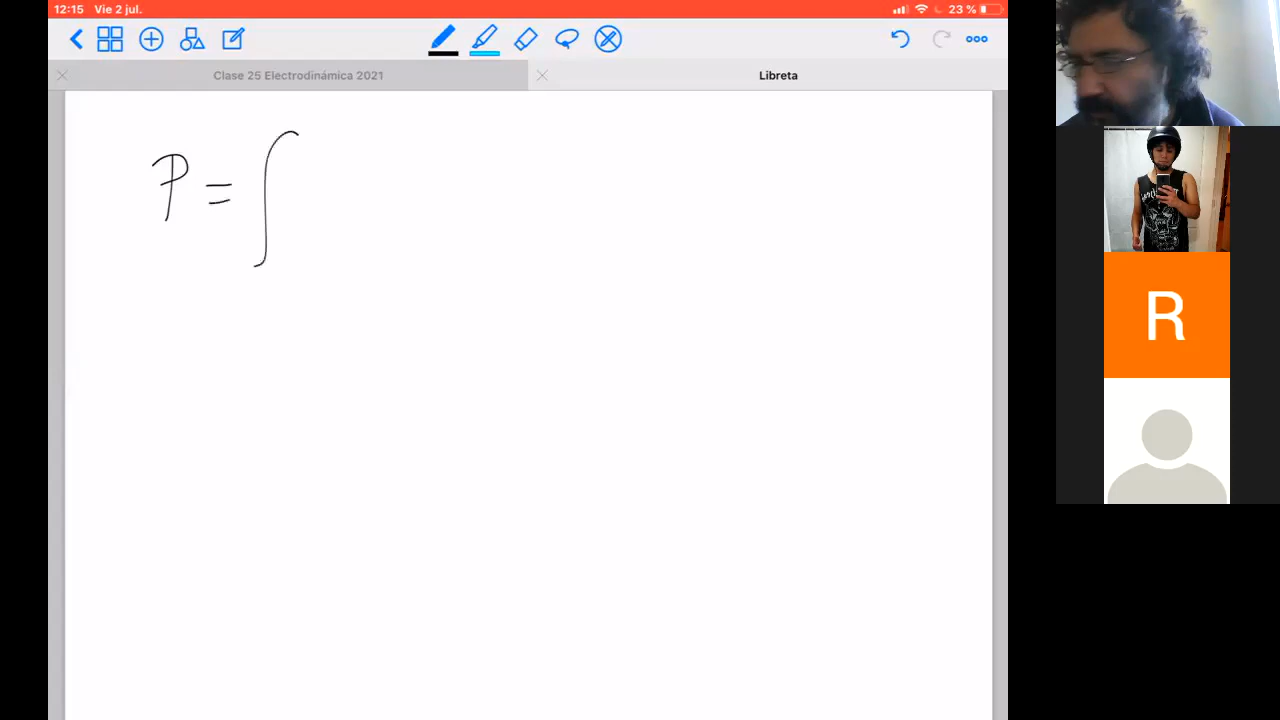 12:15 Vie 2 jul.
23 %
Clase 25 Electrodinámica 2021
Libreta
P = ∫
R